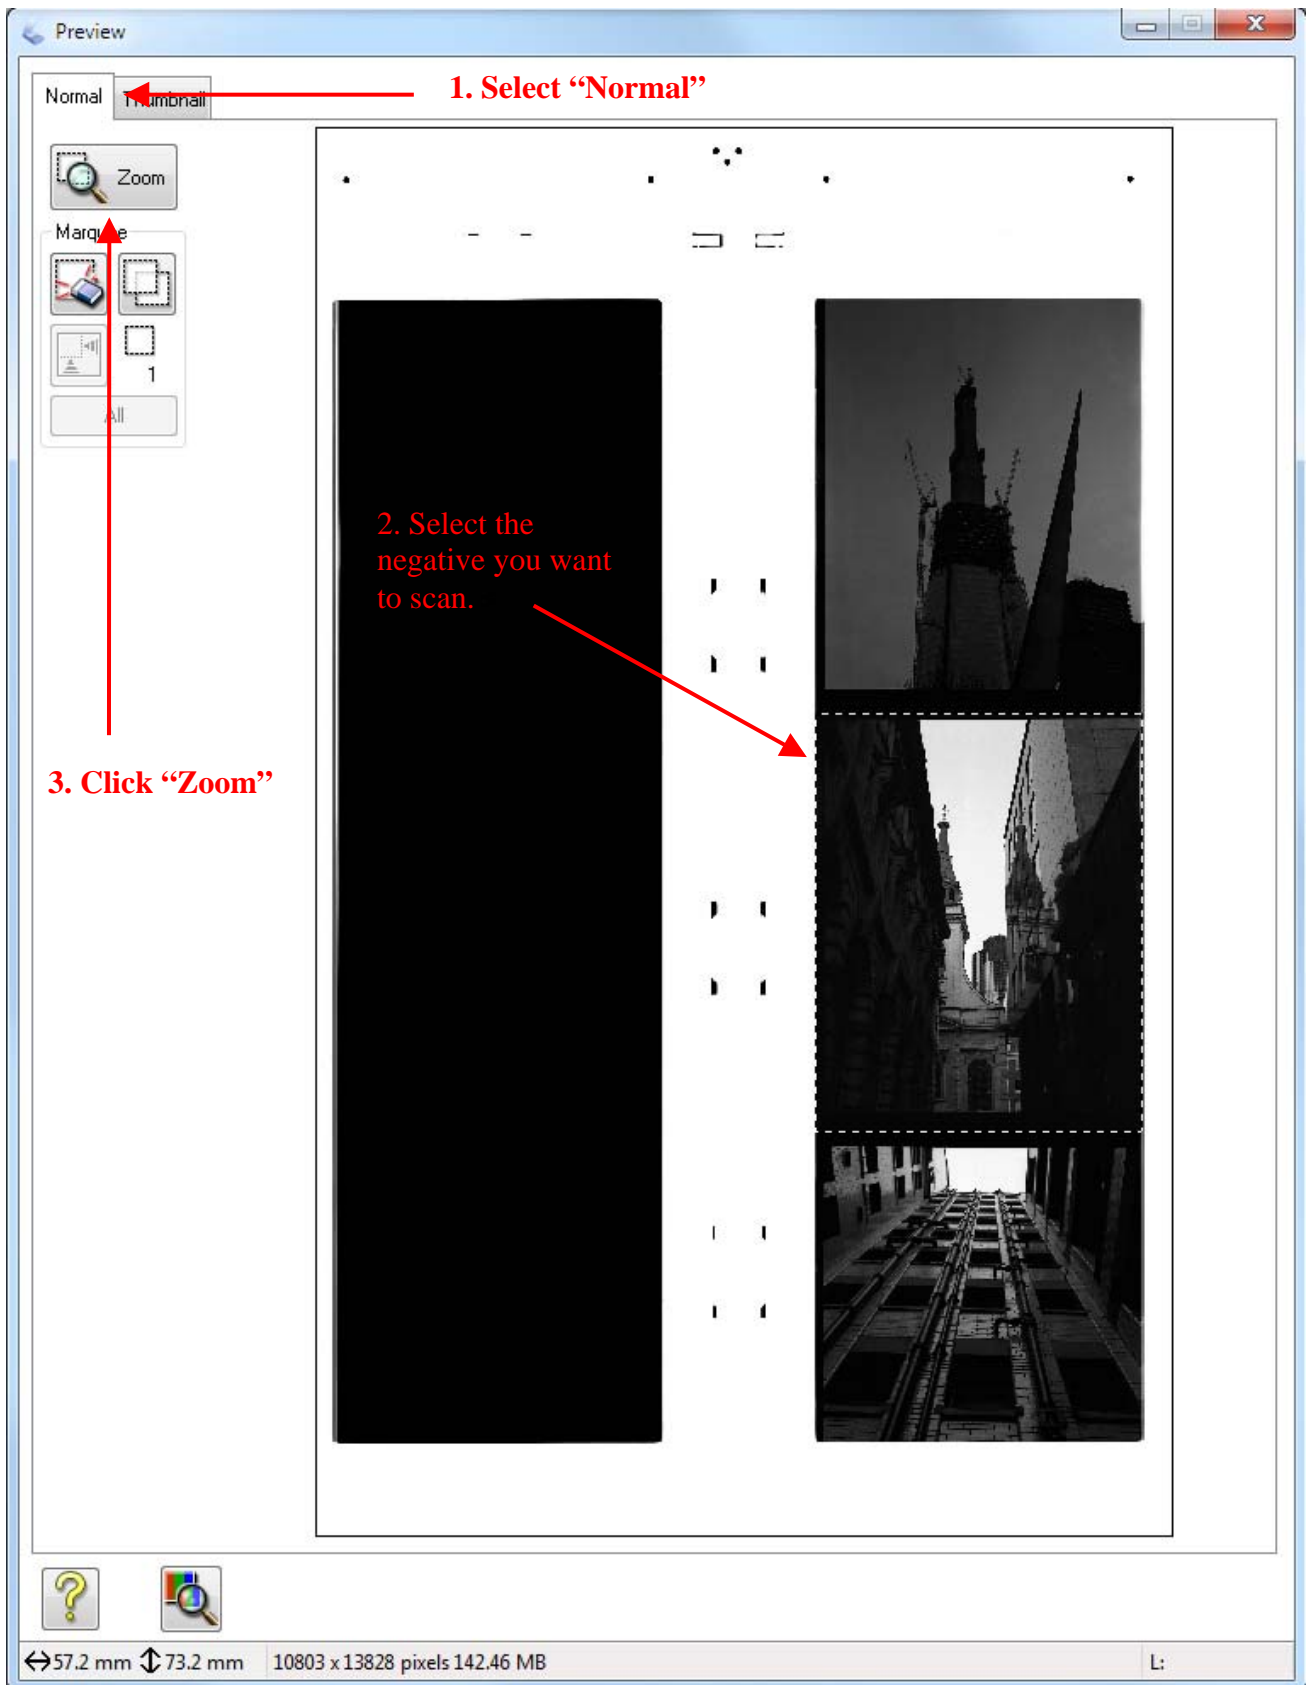 Preview
Normal
Thumbnail
1. Select “Normal”
Zoom
Marquee
1
All
2. Select the
negative you want
to scan.
3. Click “Zoom”
57.2 mm 73.2 mm 10803 x 13828 pixels 142.46 MB L: